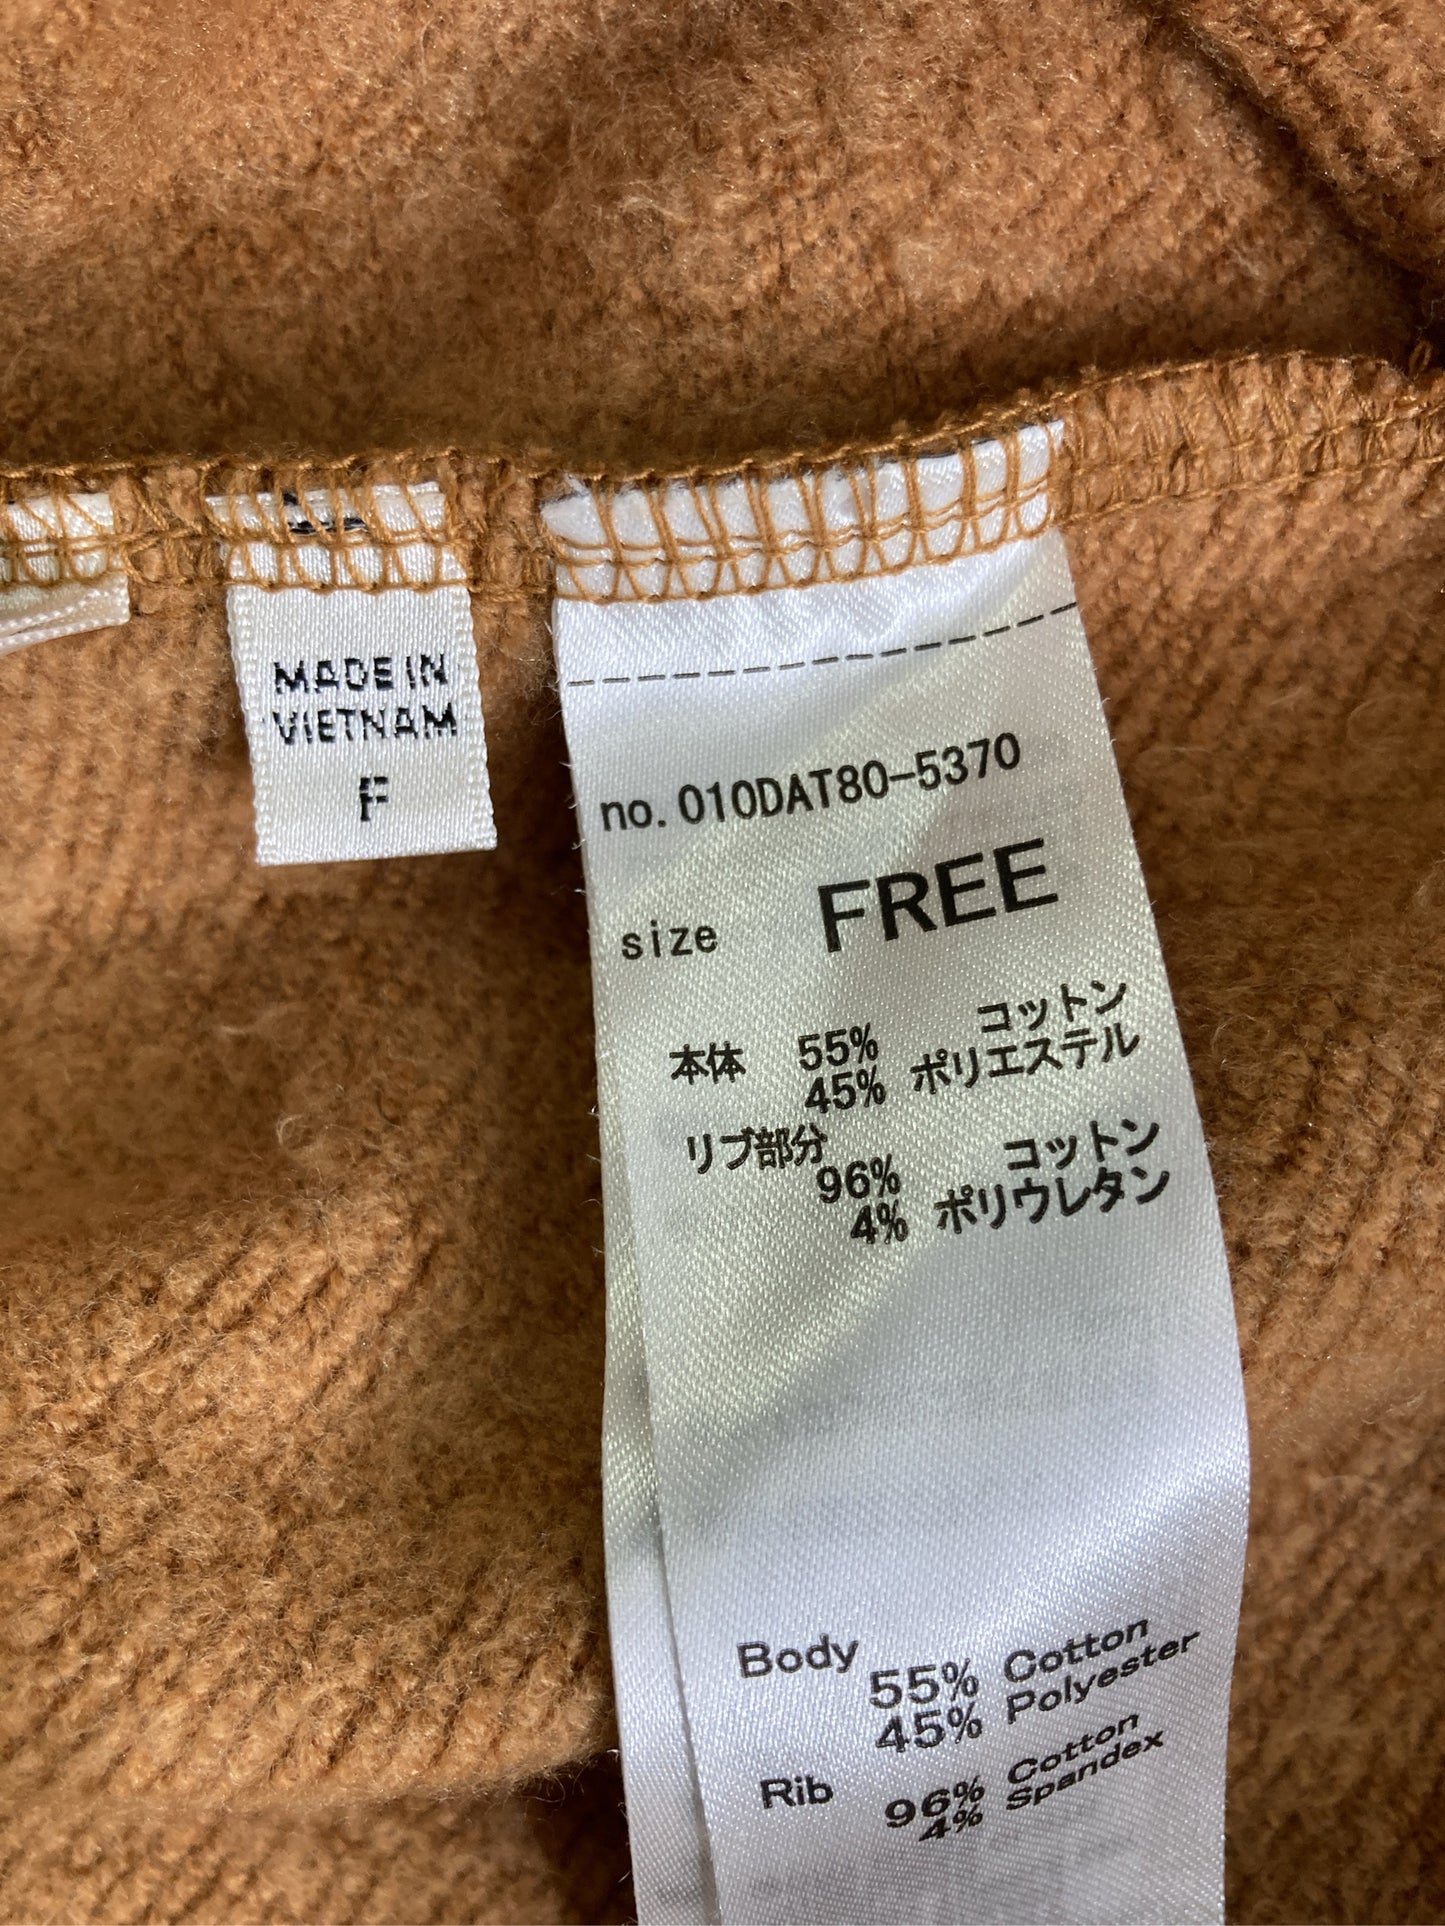 MADE IN
VIETNAM
F
no. 010DAT80-5370
size FREE
本体 55% コットン
45% ポリエステル
リブ部分
96% コットン
4% ポリウレタン
Body
55% Cotton
45% Polyester
Rib
96% Cotton
4% Spandex